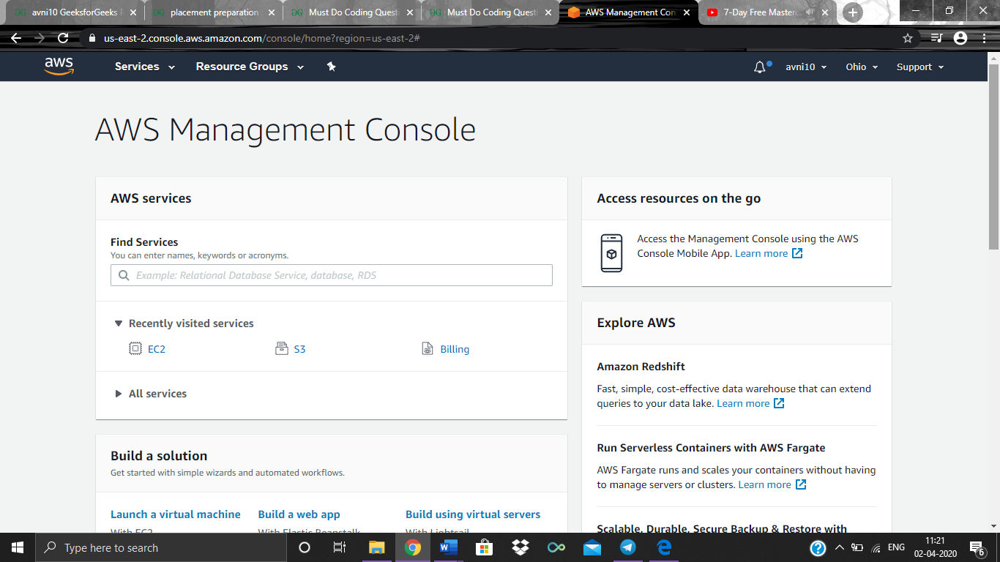 avni10 GeeksforGeeks
placement preparation
Must Do Coding Quest
Must Do Coding Questi
AWS Management Con
7-Day Free Masterc
us-east-2.console.aws.amazon.com/console/home?region=us-east-2#
aws
Services
Resource Groups
avni10
Ohio
Support
AWS Management Console
AWS services
Find Services
You can enter names, keywords or acronyms.
Example: Relational Database Service, database, RDS
Recently visited services
EC2
S3
Billing
All services
Build a solution
Get started with simple wizards and automated workflows.
Launch a virtual machine
Build a web app
Build using virtual servers
With EC2
With Elastic Beanstalk
With Lightsail
Access resources on the go
Access the Management Console using the AWS
Console Mobile App. Learn more
Explore AWS
Amazon Redshift
Fast, simple, cost-effective data warehouse that can extend
queries to your data lake. Learn more
Run Serverless Containers with AWS Fargate
AWS Fargate runs and scales your containers without having
to manage servers or clusters. Learn more
Scalable, Durable, Secure Backup & Restore with
Type here to search
ENG
11:21
02-04-2020
6